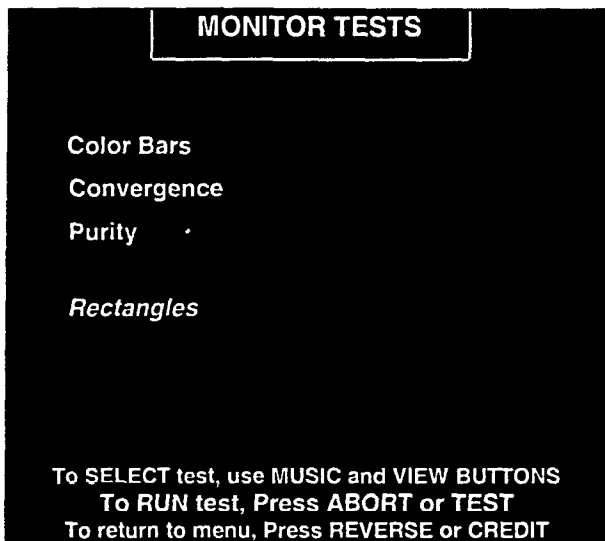 MONITOR TESTS
Color Bars
Convergence
Purity
Rectangles
To SELECT test, use MUSIC and VIEW BUTTONS
To RUN test, Press ABORT or TEST
To return to menu, Press REVERSE or CREDIT